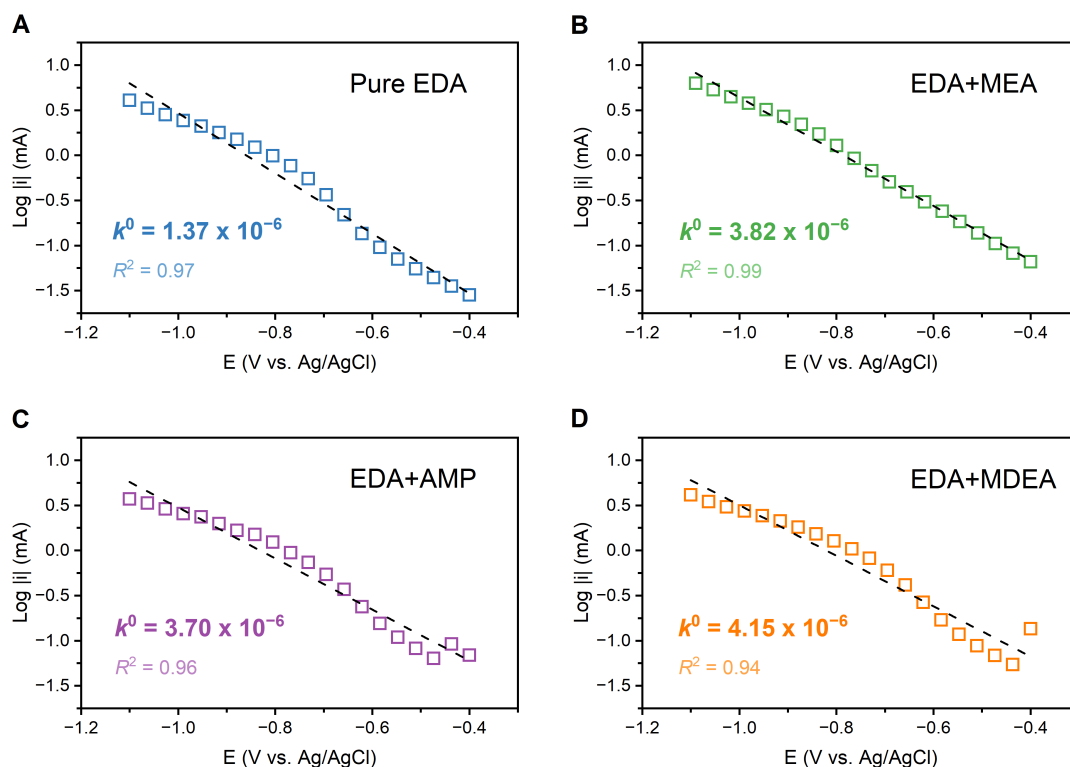 A
Pure EDA
1.0
0.5
0.0
−0.5
−1.0
−1.5
Log |i| (mA)
k⁰ = 1.37 x 10⁻⁶
R² = 0.97
−1.2
−1.0
−0.8
−0.6
−0.4
E (V vs. Ag/AgCl)
B
EDA+MEA
1.0
0.5
0.0
−0.5
−1.0
−1.5
Log |i| (mA)
k⁰ = 3.82 x 10⁻⁶
R² = 0.99
−1.2
−1.0
−0.8
−0.6
−0.4
E (V vs. Ag/AgCl)
C
EDA+AMP
1.0
0.5
0.0
−0.5
−1.0
−1.5
Log |i| (mA)
k⁰ = 3.70 x 10⁻⁶
R² = 0.96
−1.2
−1.0
−0.8
−0.6
−0.4
E (V vs. Ag/AgCl)
D
EDA+MDEA
1.0
0.5
0.0
−0.5
−1.0
−1.5
Log |i| (mA)
k⁰ = 4.15 x 10⁻⁶
R² = 0.94
−1.2
−1.0
−0.8
−0.6
−0.4
E (V vs. Ag/AgCl)